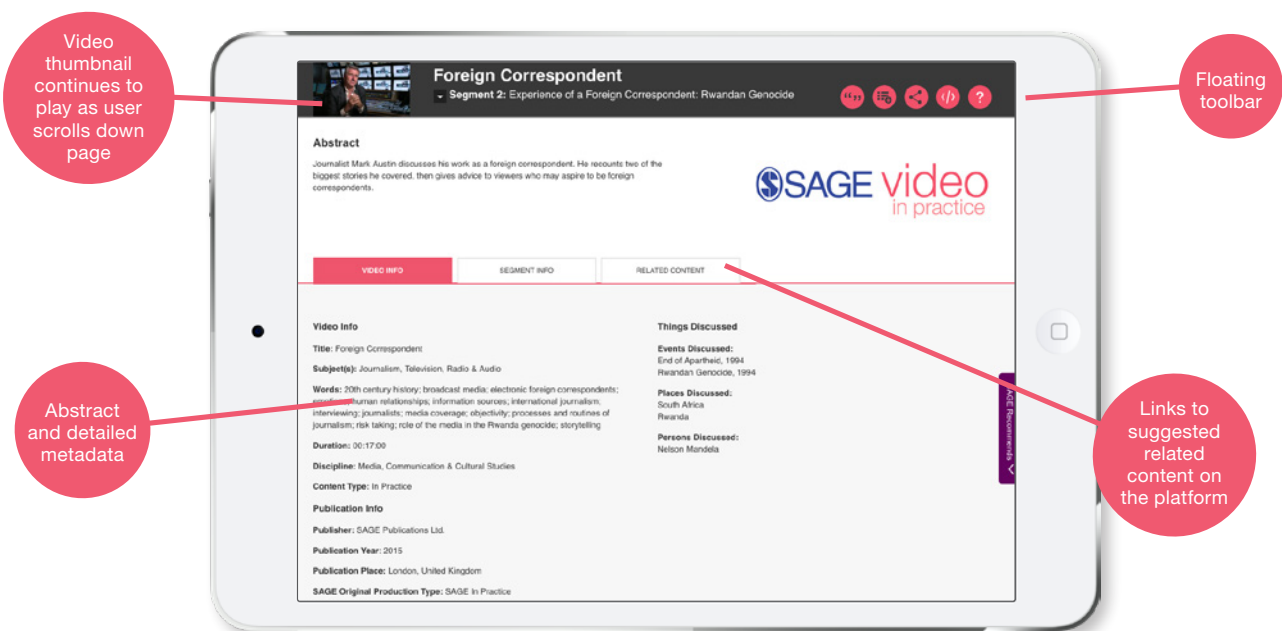 Video
thumbnail
continues to
play as user
scrolls down
page
Floating
toolbar
Abstract
and detailed
metadata
Links to
suggested
related
content on
the platform
Foreign Correspondent
Segment 2: Experience of a Foreign Correspondent: Rwandan Genocide
Abstract
Journalist Mark Austin discusses his work as a foreign correspondent. He recounts two of the
biggest stories he covered, then gives advice to viewers who may aspire to be foreign
correspondents.
SAGE video
in practice
VIDEO INFO
SEGMENT INFO
RELATED CONTENT
Video Info
Title: Foreign Correspondent
Subject(s): Journalism, Television, Radio & Audio
Words: 20th century history; broadcast media; electronic foreign correspondents;
human relationships; information sources; international journalism,
interviewing; journalists; media coverage; objectivity; processes and routines of
journalism; risk taking; role of the media in the Rwanda genocide; storytelling
Duration: 00:17:00
Discipline: Media, Communication & Cultural Studies
Content Type: In Practice
Publication Info
Publisher: SAGE Publications Ltd.
Publication Year: 2015
Publication Place: London, United Kingdom
SAGE Original Production Type: SAGE In Practice
Things Discussed
Events Discussed:
End of Apartheid, 1994
Rwandan Genocide, 1994
Places Discussed:
South Africa
Rwanda
Persons Discussed:
Nelson Mandela
Recommends